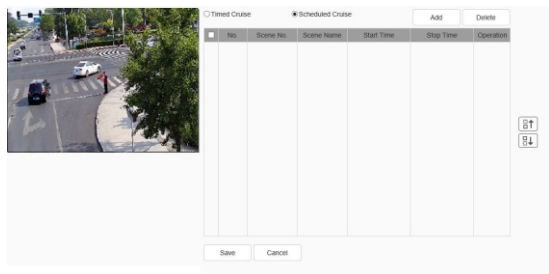 Timed Cruise Scheduled Cruise Add Delete
No. Scene No. Scene Name Start Time Stop Time Operation
Save Cancel